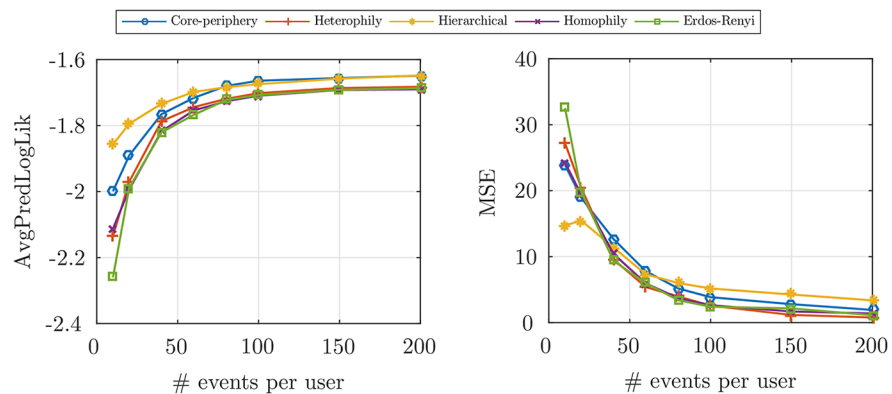 Core-periphery Heterophily Hierarchical Homophily Erdos-Renyi
-1.6
-1.8
-2
-2.2
-2.4
AvgPredLogLik
0 50 100 150 200
# events per user
40
30
20
10
0
MSE
0 50 100 150 200
# events per user